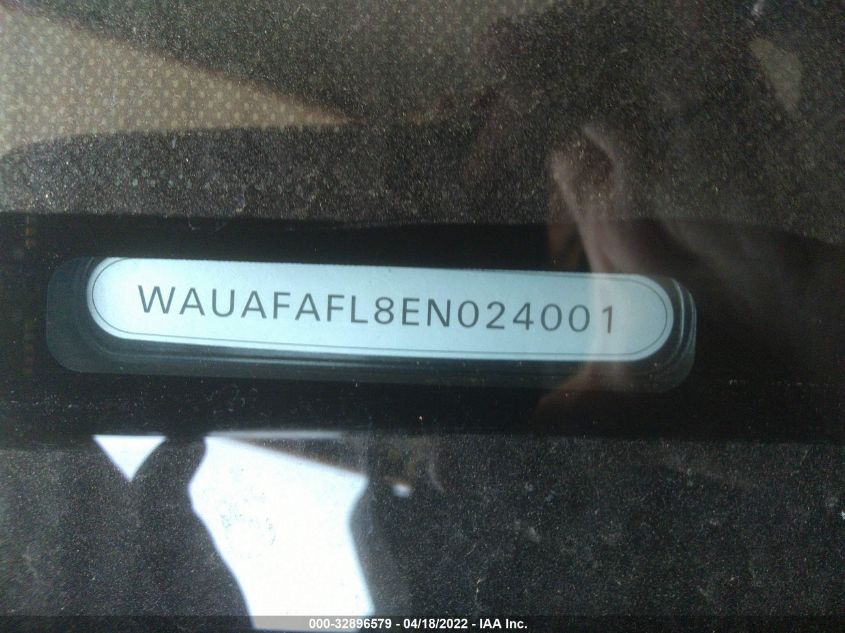 WAUAFAFL8EN024001
000-32896579 - 04/18/2022 - IAA Inc.